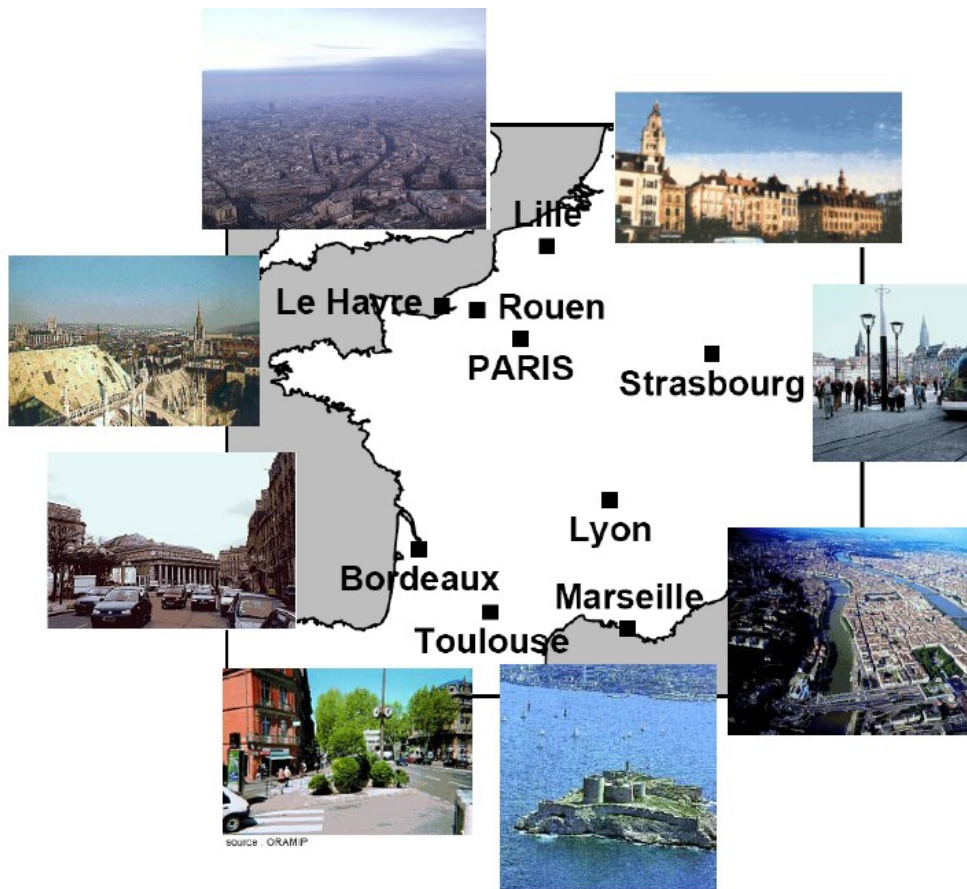 Lille
Le Havre
Rouen
PARIS
Strasbourg
Lyon
Bordeaux
Marseille
Toulouse
source : ORAMIP